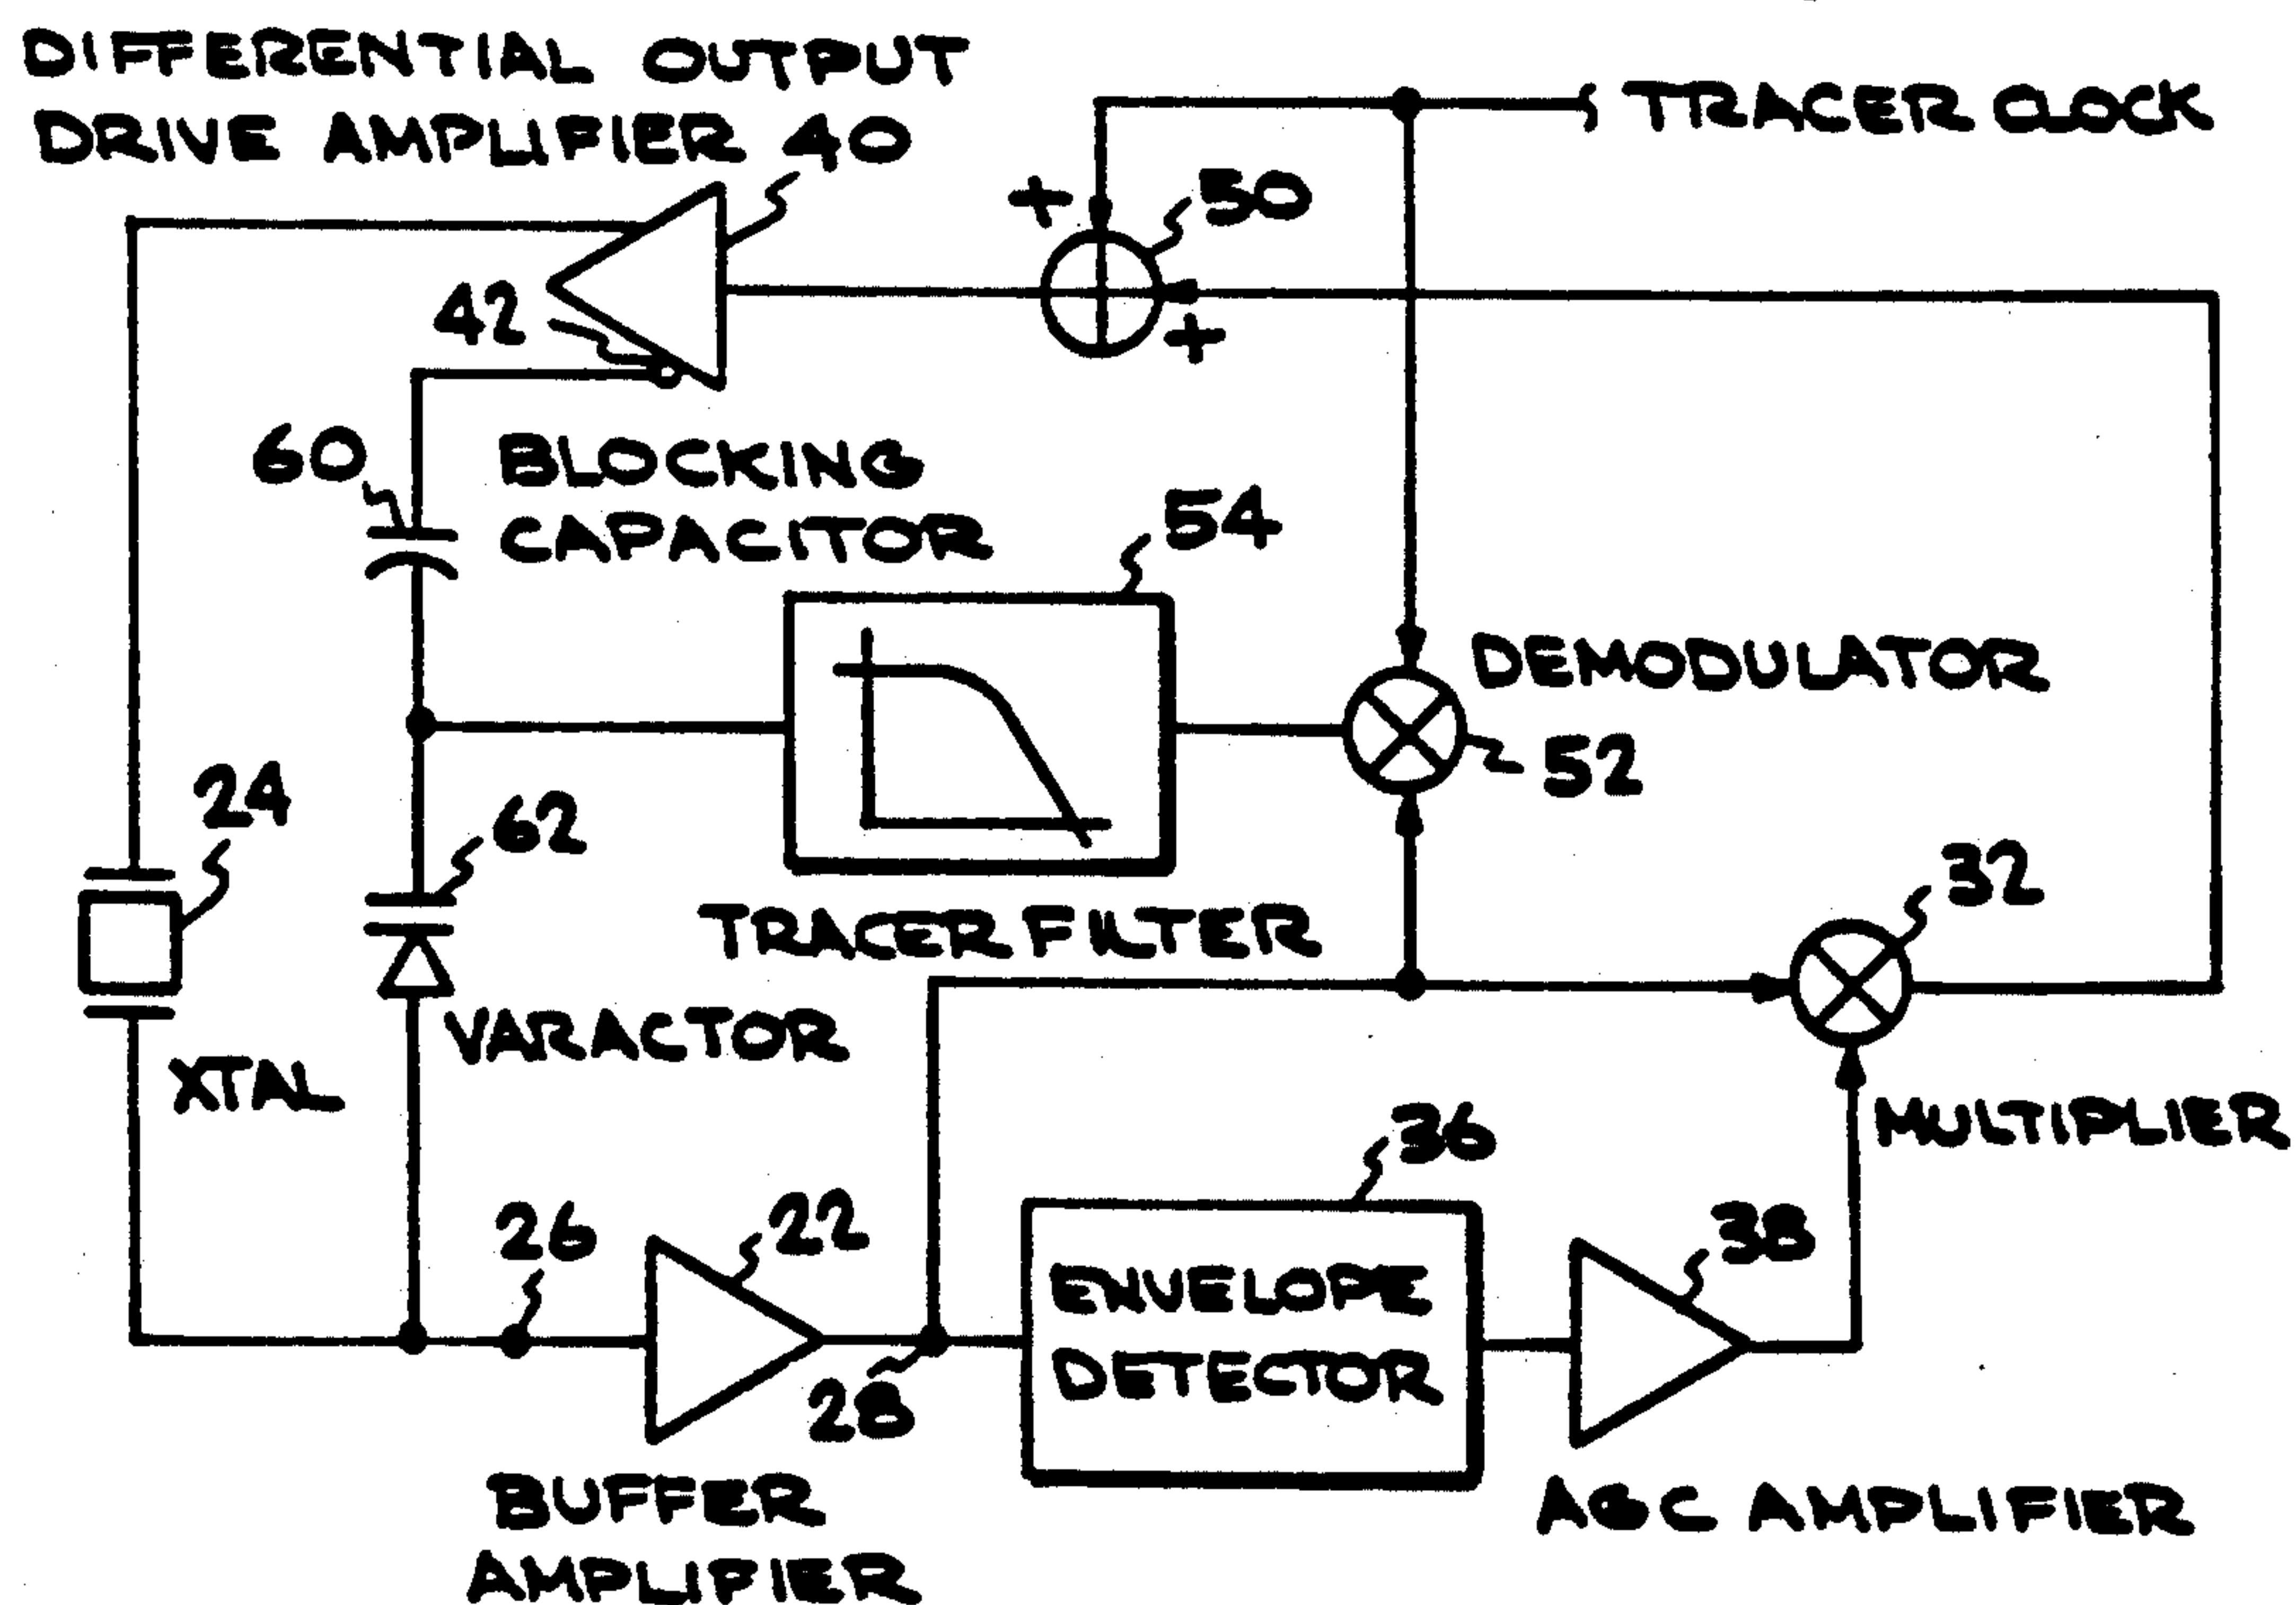 DIFFERENTIAL OUTPUT
DRIVE AMPLIFIER 40
TRACER CLOCK
+
50
42
+
60
BLOCKING
CAPACITOR
54
DEMODULATOR
52
24
62
32
TRACER FILTER
VARACTOR
XTAL
MULTIPLIER
36
26
22
38
ENVELOPE
DETECTOR
28
BUFFER
AMPLIFIER
AGC AMPLIFIER